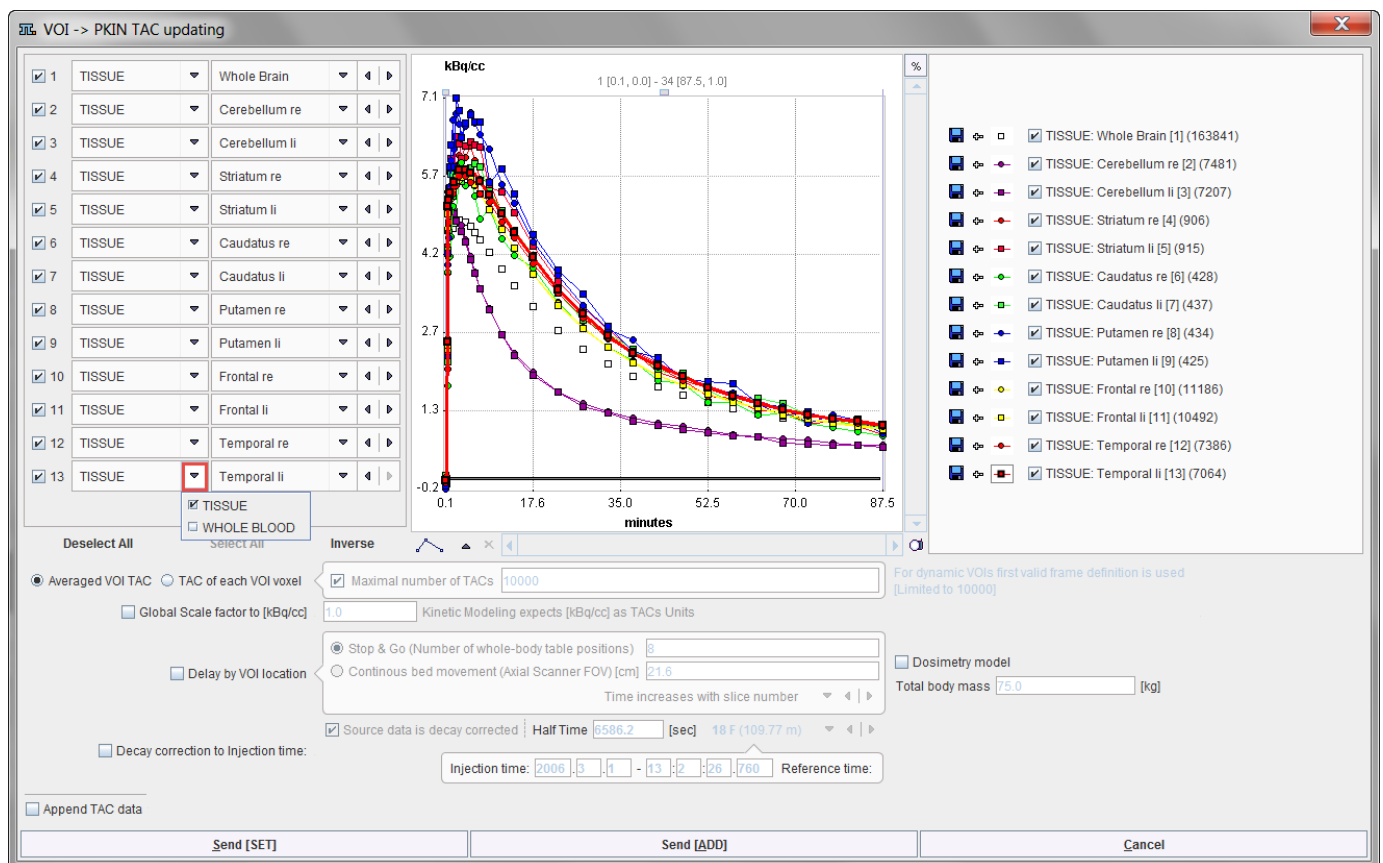 VOI -> PKIN TAC updating
1 TISSUE Whole Brain
2 TISSUE Cerebellum re
3 TISSUE Cerebellum li
4 TISSUE Striatum re
5 TISSUE Striatum li
6 TISSUE Caudatus re
7 TISSUE Caudatus li
8 TISSUE Putamen re
9 TISSUE Putamen li
10 TISSUE Frontal re
11 TISSUE Frontal li
12 TISSUE Temporal re
13 TISSUE Temporal li
TISSUE
WHOLE BLOOD
Deselect All Select All Inverse
kBq/cc
1 [0.1, 0.0] - 34 [87.5, 1.0]
%
7.1
5.7
4.2
2.7
1.3
-0.2
0.1 17.6 35.0 52.5 70.0 87.5
minutes
TISSUE: Whole Brain [1] (163841)
TISSUE: Cerebellum re [2] (7481)
TISSUE: Cerebellum li [3] (7207)
TISSUE: Striatum re [4] (906)
TISSUE: Striatum li [5] (915)
TISSUE: Caudatus re [6] (428)
TISSUE: Caudatus li [7] (437)
TISSUE: Putamen re [8] (434)
TISSUE: Putamen li [9] (425)
TISSUE: Frontal re [10] (11186)
TISSUE: Frontal li [11] (10492)
TISSUE: Temporal re [12] (7386)
TISSUE: Temporal li [13] (7064)
Averaged VOI TAC TAC of each VOI voxel Maximal number of TACs 10000
For dynamic VOIs first valid frame definition is used
[Limited to 10000]
Global Scale factor to [kBq/cc] 1.0 Kinetic Modeling expects [kBq/cc] as TACs Units
Delay by VOI location
Stop & Go (Number of whole-body table positions) 8
Continous bed movement (Axial Scanner FOV) [cm] 21.6
Time increases with slice number
Dosimetry model
Total body mass 75.0 [kg]
Source data is decay corrected Half Time 6586.2 [sec] 18 F (109.77 m)
Decay correction to Injection time:
Injection time: 2006 . 3 . 1 - 13 : 2 : 26 . 760 Reference time:
Append TAC data
Send [SET] Send [ADD] Cancel